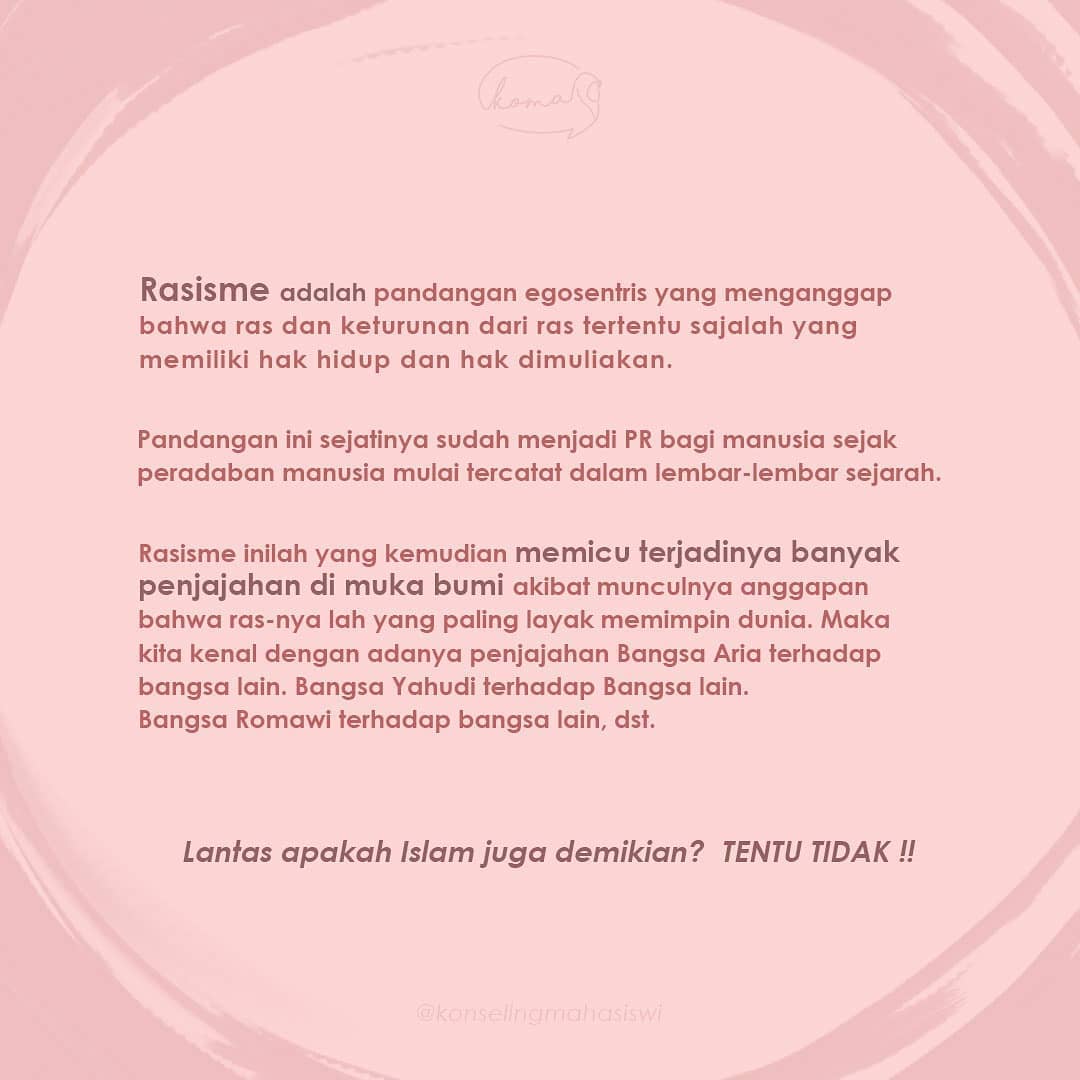 koma
Rasisme adalah pandangan egosentris yang menganggap
bahwa ras dan keturunan dari ras tertentu sajalah yang
memiliki hak hidup dan hak dimuliakan.
Pandangan ini sejatinya sudah menjadi PR bagi manusia sejak
peradaban manusia mulai tercatat dalam lembar-lembar sejarah.
Rasisme inilah yang kemudian memicu terjadinya banyak
penjajahan di muka bumi akibat munculnya anggapan
bahwa ras-nya lah yang paling layak memimpin dunia. Maka
kita kenal dengan adanya penjajahan Bangsa Aria terhadap
bangsa lain. Bangsa Yahudi terhadap Bangsa lain.
Bangsa Romawi terhadap bangsa lain, dst.
Lantas apakah Islam juga demikian? TENTU TIDAK !!
@konselingmahasiswi